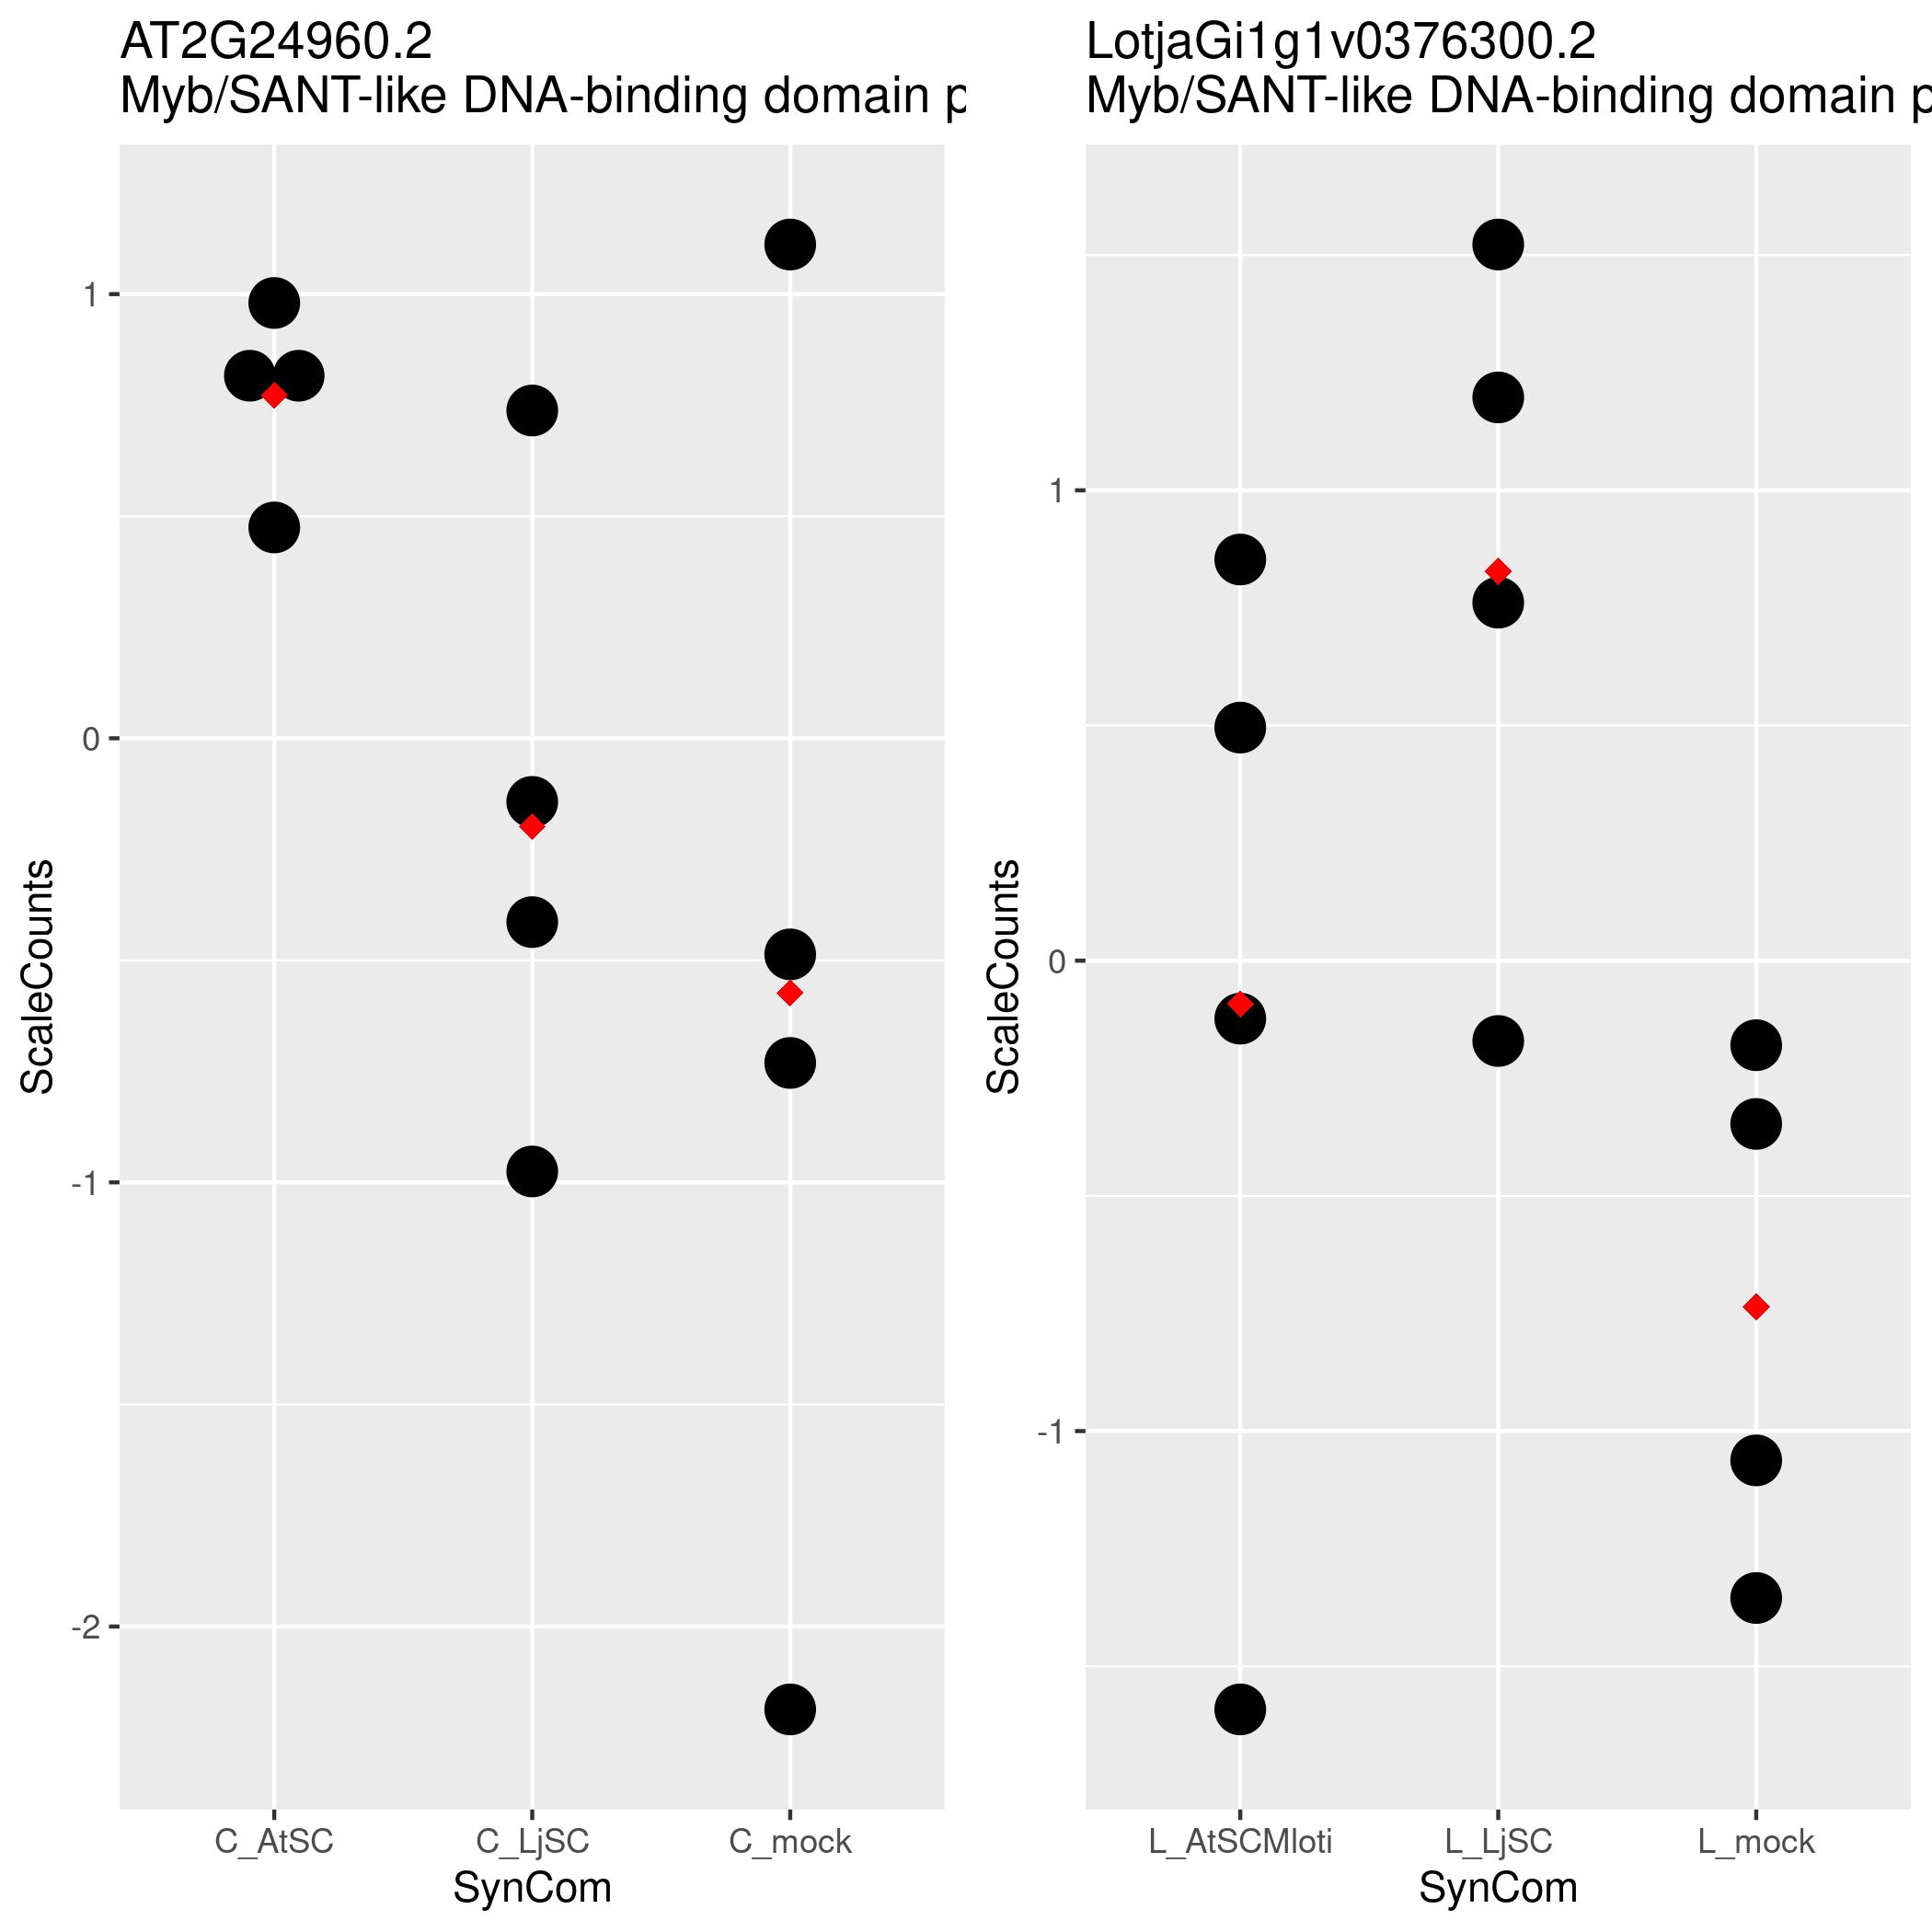 AT2G24960.2
Myb/SANT-like DNA-binding domain p
ScaleCounts
1
0
-1
-2
C_AtSC C_LjSC C_mock
SynCom
LotjaGi1g1v0376300.2
Myb/SANT-like DNA-binding domain p
ScaleCounts
1
0
-1
L_AtSCMloti L_LjSC L_mock
SynCom